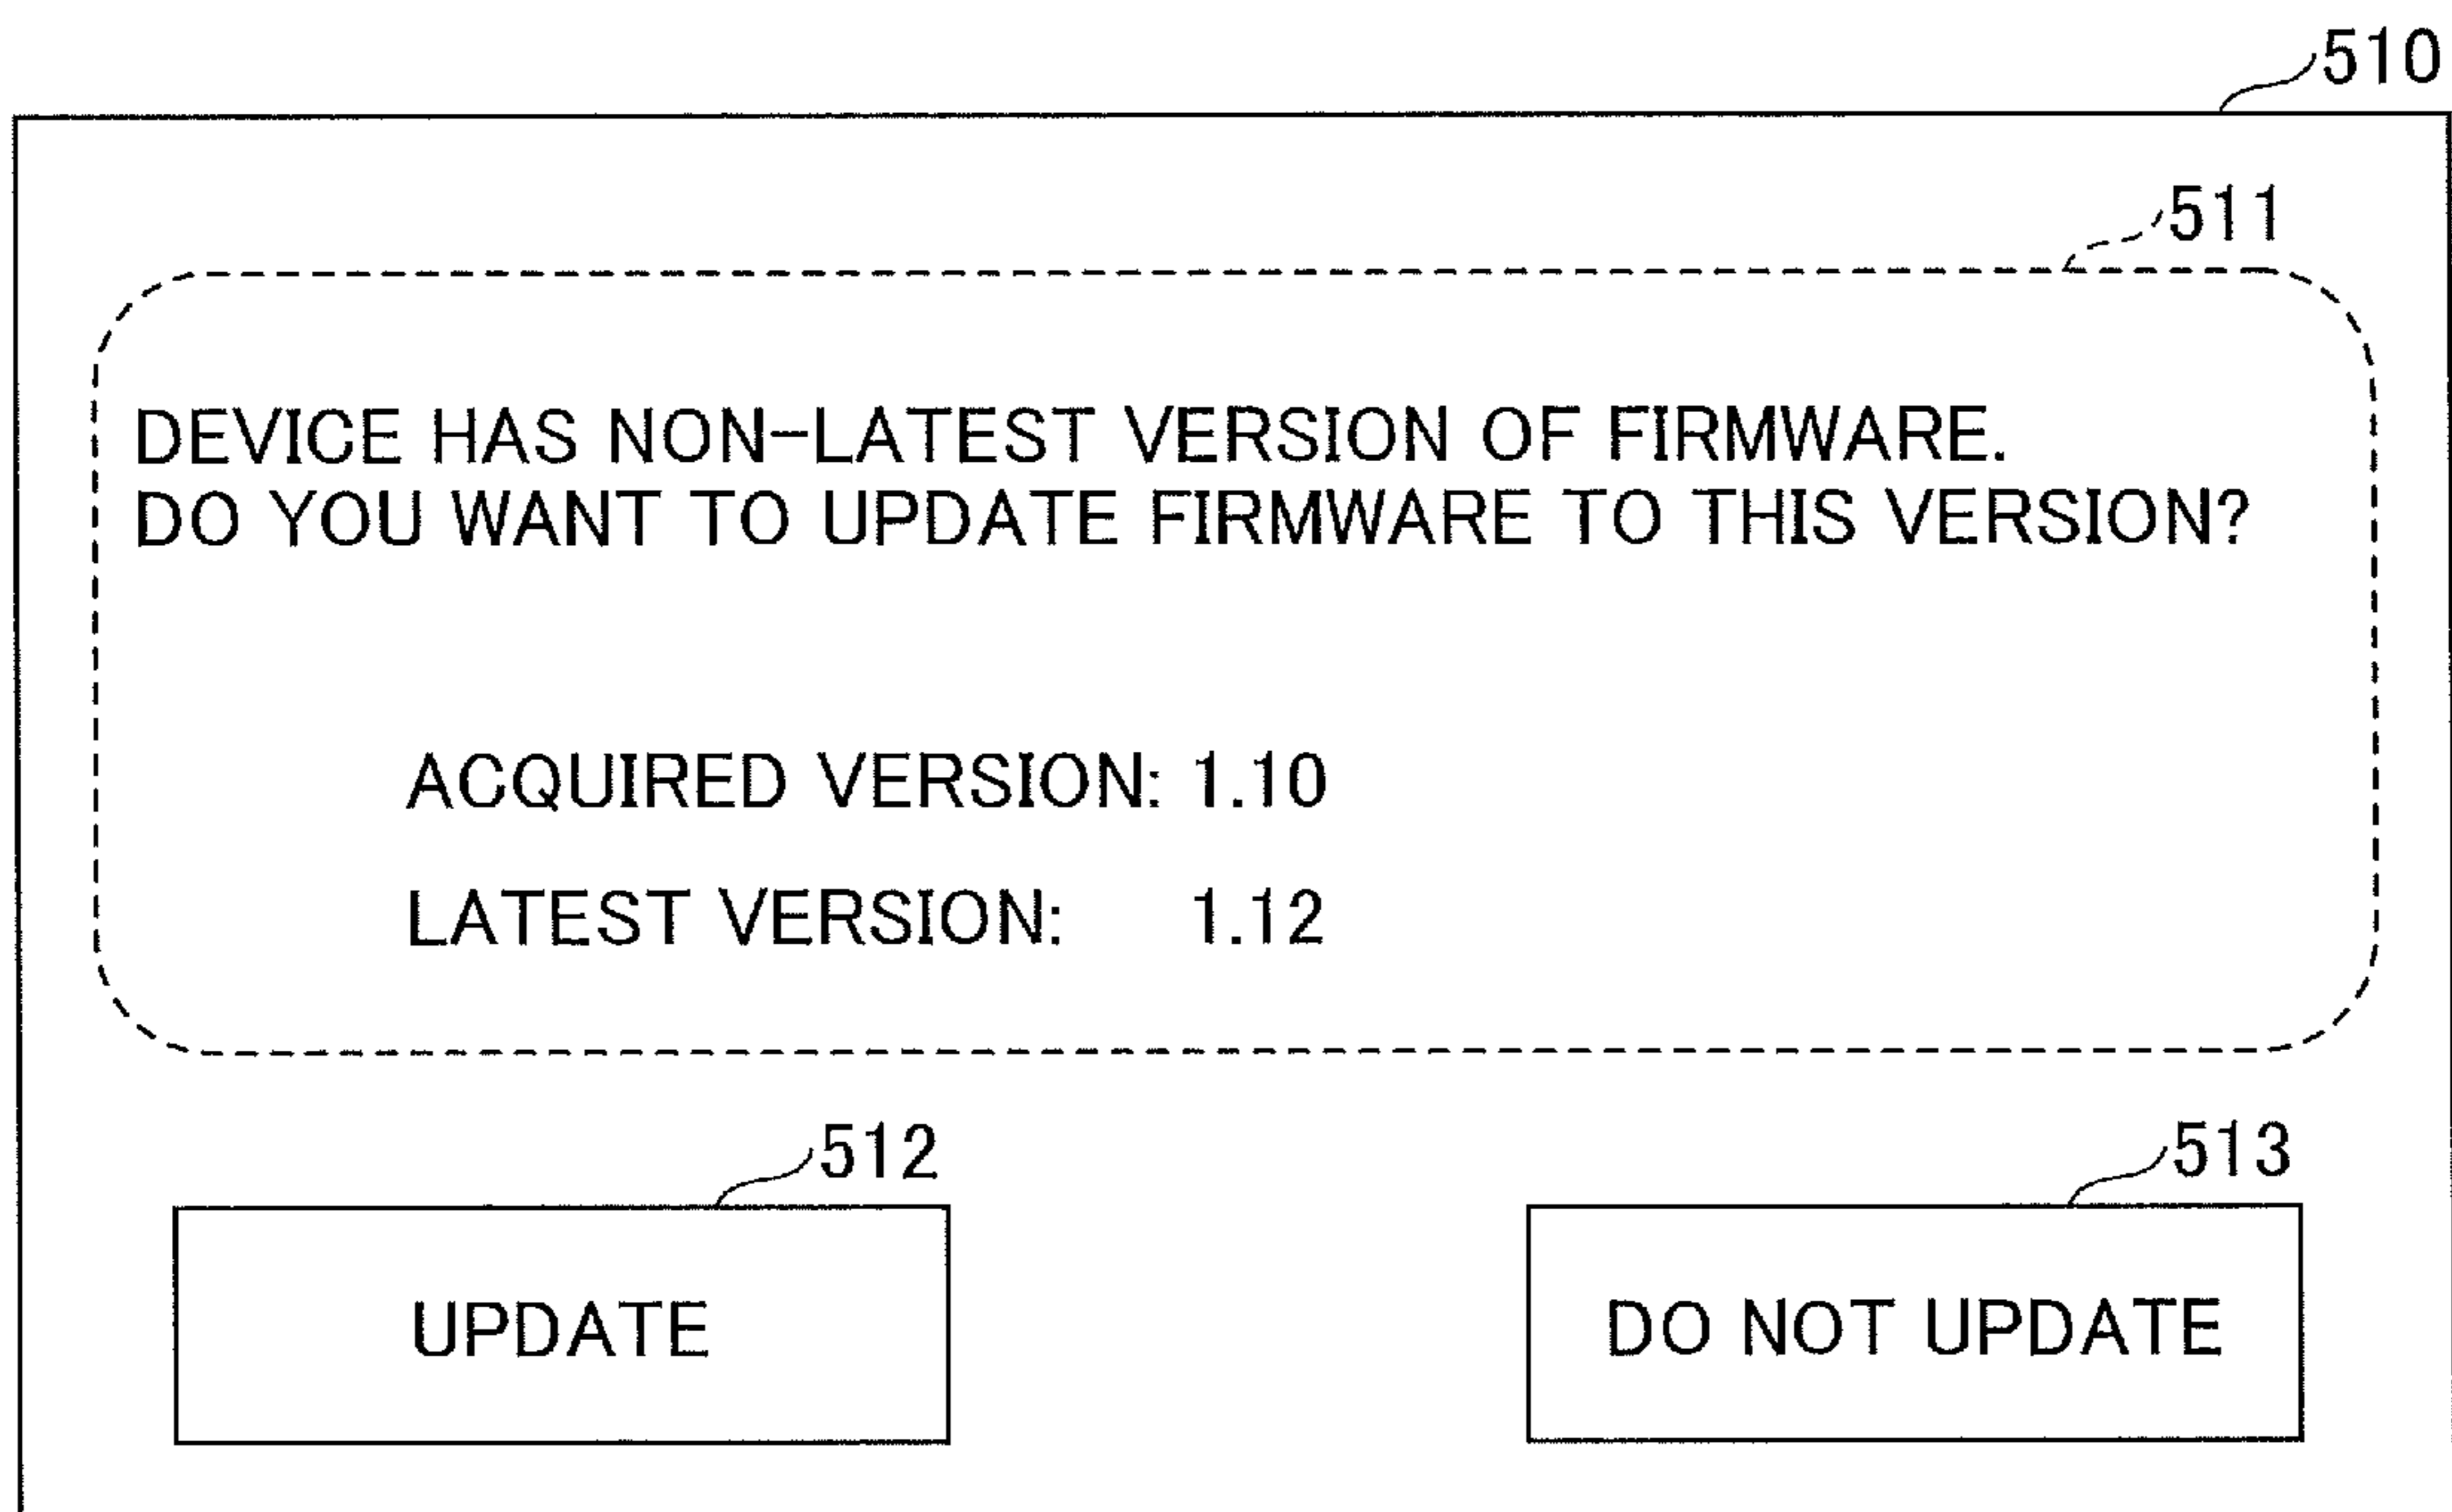 510
511
DEVICE HAS NON-LATEST VERSION OF FIRMWARE.
DO YOU WANT TO UPDATE FIRMWARE TO THIS VERSION?
ACQUIRED VERSION: 1.10
LATEST VERSION: 1.12
512
513
UPDATE
DO NOT UPDATE